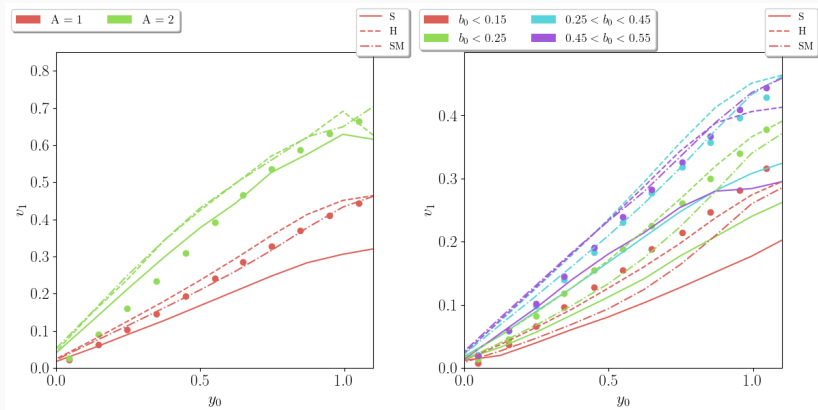 A = 1 A = 2
S
H
SM
0.8
0.7
0.6
0.5
0.4
0.3
0.2
0.1
0.0
v₁
0.0 0.5 1.0
y₀
b₀ < 0.15 0.25 < b₀ < 0.45
b₀ < 0.25 0.45 < b₀ < 0.55
S
H
SM
0.4
0.3
0.2
0.1
0.0
v₁
0.0 0.5 1.0
y₀